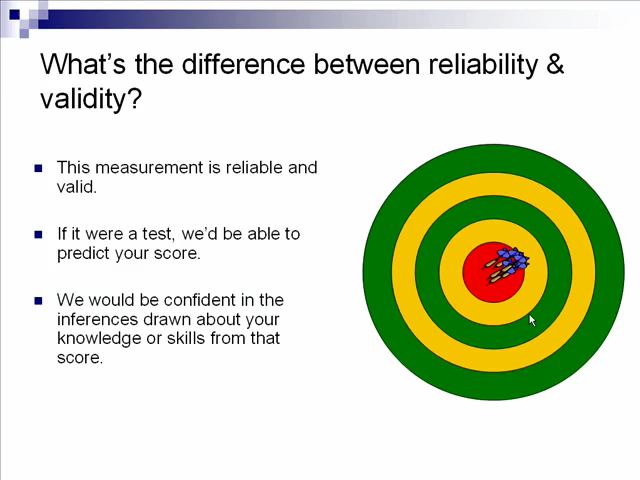 What's the difference between reliability &
validity?
This measurement is reliable and
valid.
If it were a test, we'd be able to
predict your score.
We would be confident in the
inferences drawn about your
knowledge or skills from that
score.